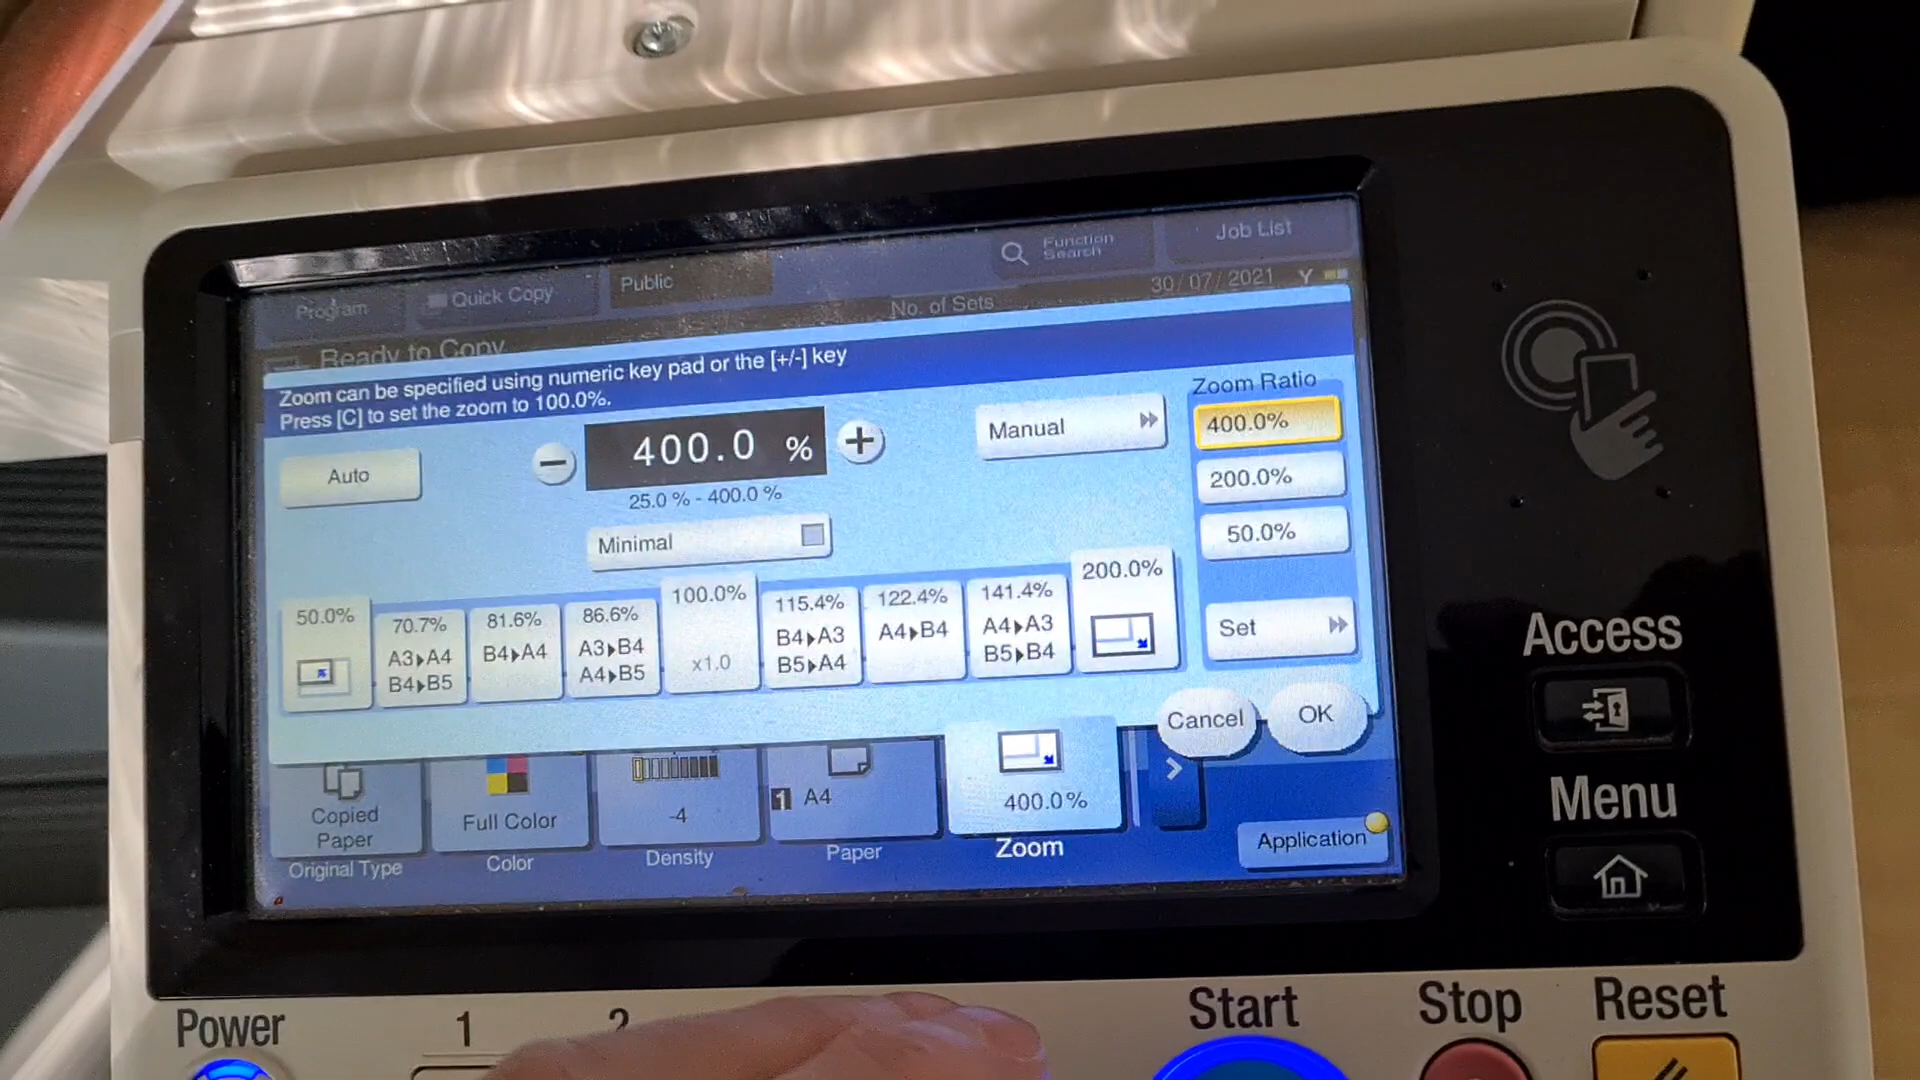 Program
Quick Copy
Public
Function
Search
Job List
No. of Sets
30/07/2021
Y
Ready to Copy
Zoom can be specified using numeric key pad or the [+/-] key
Press [C] to set the zoom to 100.0%.
Auto
−
400.0 %
+
25.0 % - 400.0 %
Minimal
Manual
Zoom Ratio
400.0%
200.0%
50.0%
Set
50.0%
70.7%
A3▸A4
B4▸B5
81.6%
B4▸A4
86.6%
A3▸B4
A4▸B5
100.0%
x1.0
115.4%
B4▸A3
B5▸A4
122.4%
A4▸B4
141.4%
A4▸A3
B5▸B4
200.0%
Cancel
OK
Copied
Paper
Original Type
Full Color
Color
-4
Density
1 A4
Paper
400.0%
Zoom
Application
Access
Menu
Power
1
2
Start
Stop
Reset